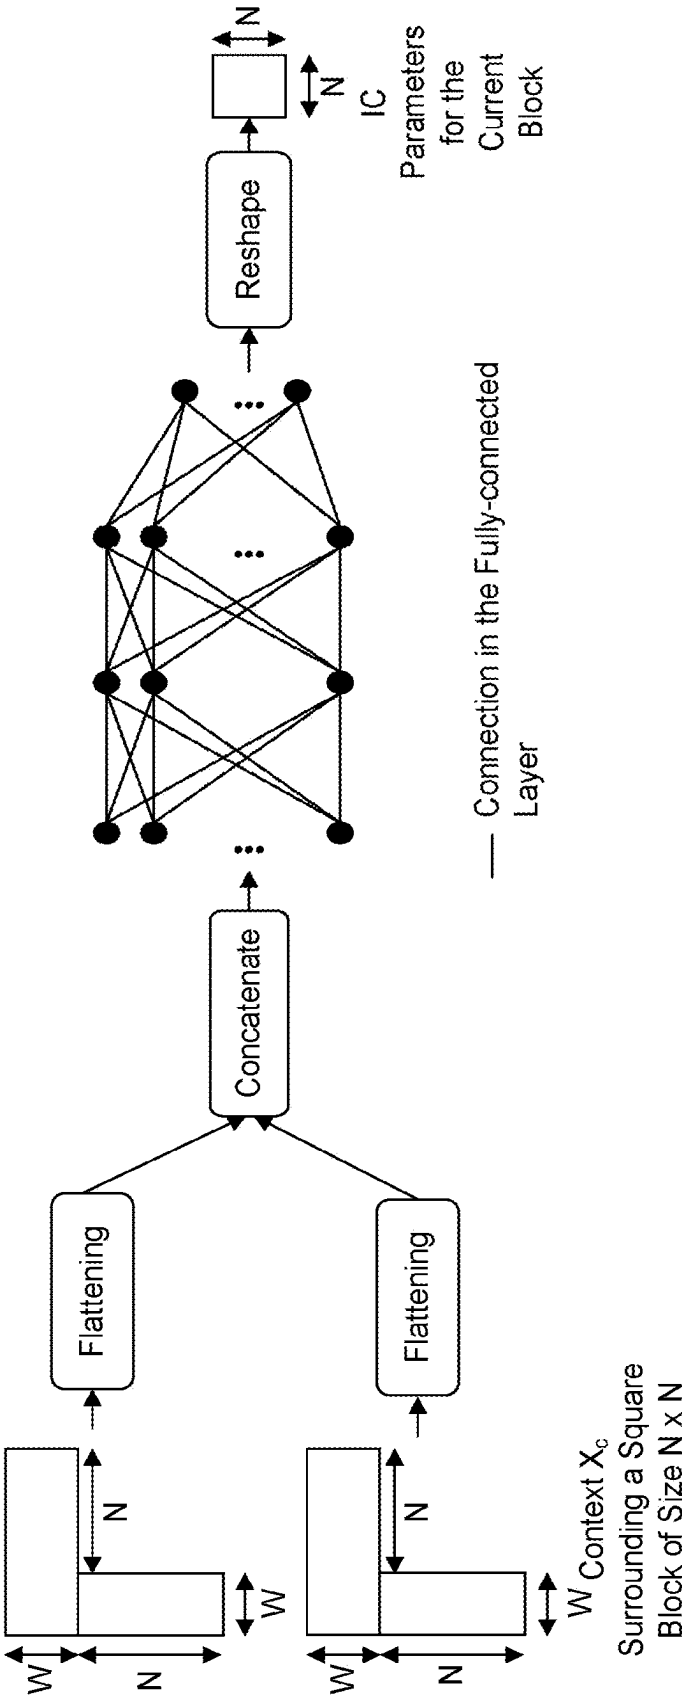 W
N
N
W
Flattening
W
N
N
W
Context Xc
Surrounding a Square
Block of Size N x N
Flattening
Concatenate
...
...
...
— Connection in the Fully-connected
Layer
Reshape
N
N
IC
Parameters
for the
Current
Block